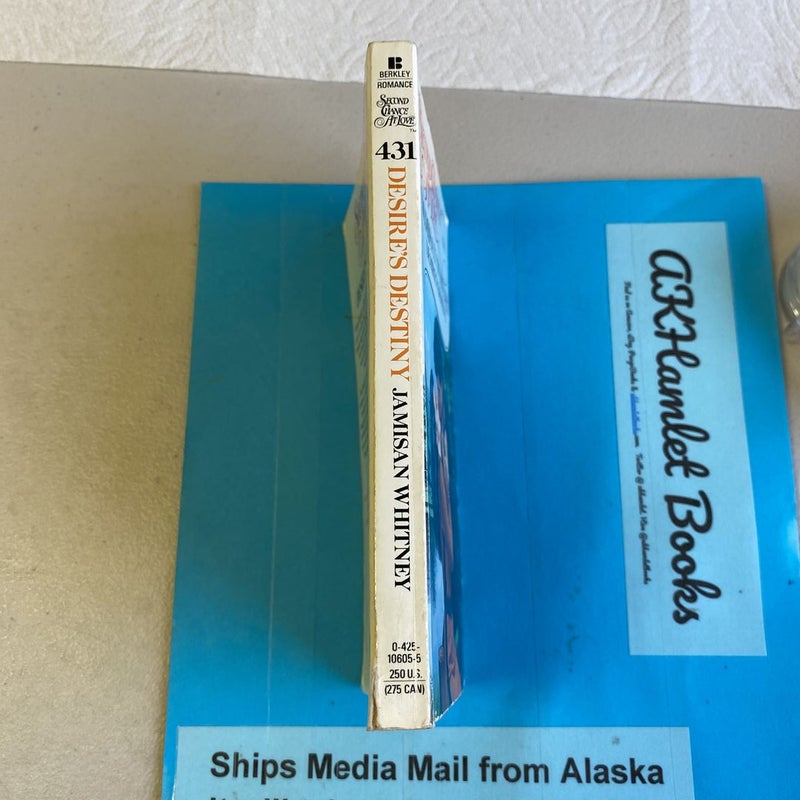 B
BERKLEY
ROMANCE
SECOND
CHANCE
AT LOVE
TM
431
DESIRE'S DESTINY
JAMISAN WHITNEY
0-425-
10605-5
250 U.S.
(275 CAN)
AKHamlet Books
Ships Media Mail from Alaska